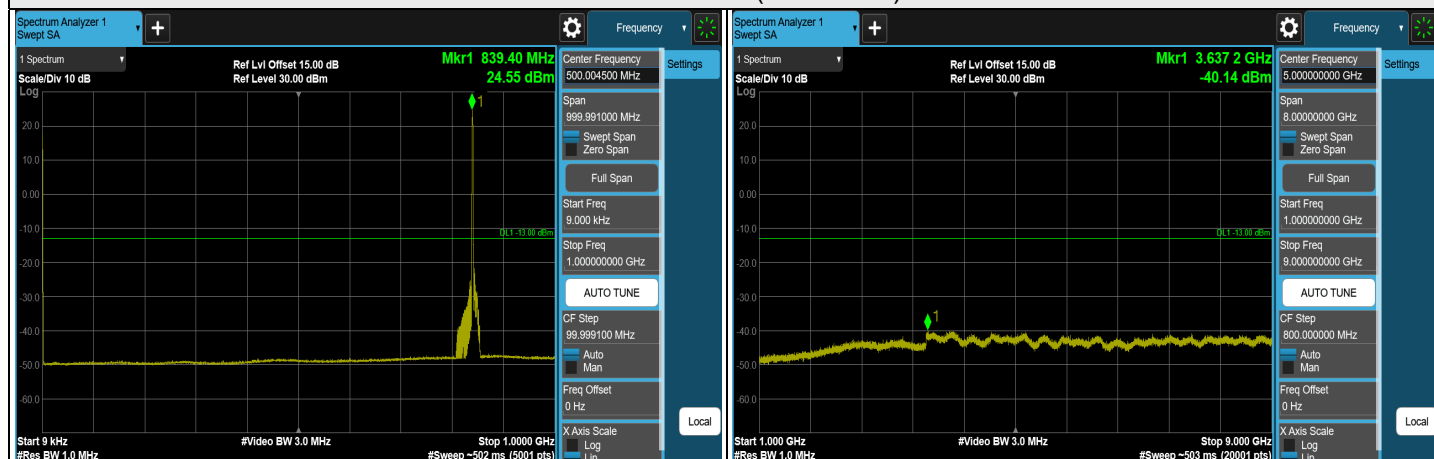 Spectrum Analyzer 1
Swept SA
+
Frequency
1 Spectrum
Scale/Div 10 dB
Log
Ref Lvl Offset 15.00 dB
Ref Level 30.00 dBm
Mkr1 839.40 MHz
24.55 dBm
1
20.0
10.0
0.00
-10.0
-20.0
-30.0
-40.0
-50.0
-60.0
DL1 -13.00 dBm
Start 9 kHz
#Res BW 1.0 MHz
#Video BW 3.0 MHz
Stop 1.0000 GHz
#Sweep ~502 ms (5001 pts)
Center Frequency
500.004500 MHz
Span
999.991000 MHz
Swept Span
Zero Span
Full Span
Start Freq
9.000 kHz
Stop Freq
1.000000000 GHz
AUTO TUNE
CF Step
99.999100 MHz
Auto
Man
Freq Offset
0 Hz
X Axis Scale
Log
Lin
Settings
Local
Spectrum Analyzer 1
Swept SA
+
Frequency
1 Spectrum
Scale/Div 10 dB
Log
Ref Lvl Offset 15.00 dB
Ref Level 30.00 dBm
Mkr1 3.637 2 GHz
-40.14 dBm
1
20.0
10.0
0.00
-10.0
-20.0
-30.0
-40.0
-50.0
-60.0
DL1 -13.00 dBm
Start 1.000 GHz
#Res BW 1.0 MHz
#Video BW 3.0 MHz
Stop 9.000 GHz
#Sweep ~503 ms (20001 pts)
Center Frequency
5.000000000 GHz
Span
8.00000000 GHz
Swept Span
Zero Span
Full Span
Start Freq
1.000000000 GHz
Stop Freq
9.000000000 GHz
AUTO TUNE
CF Step
800.000000 MHz
Auto
Man
Freq Offset
0 Hz
X Axis Scale
Log
Lin
Settings
Local